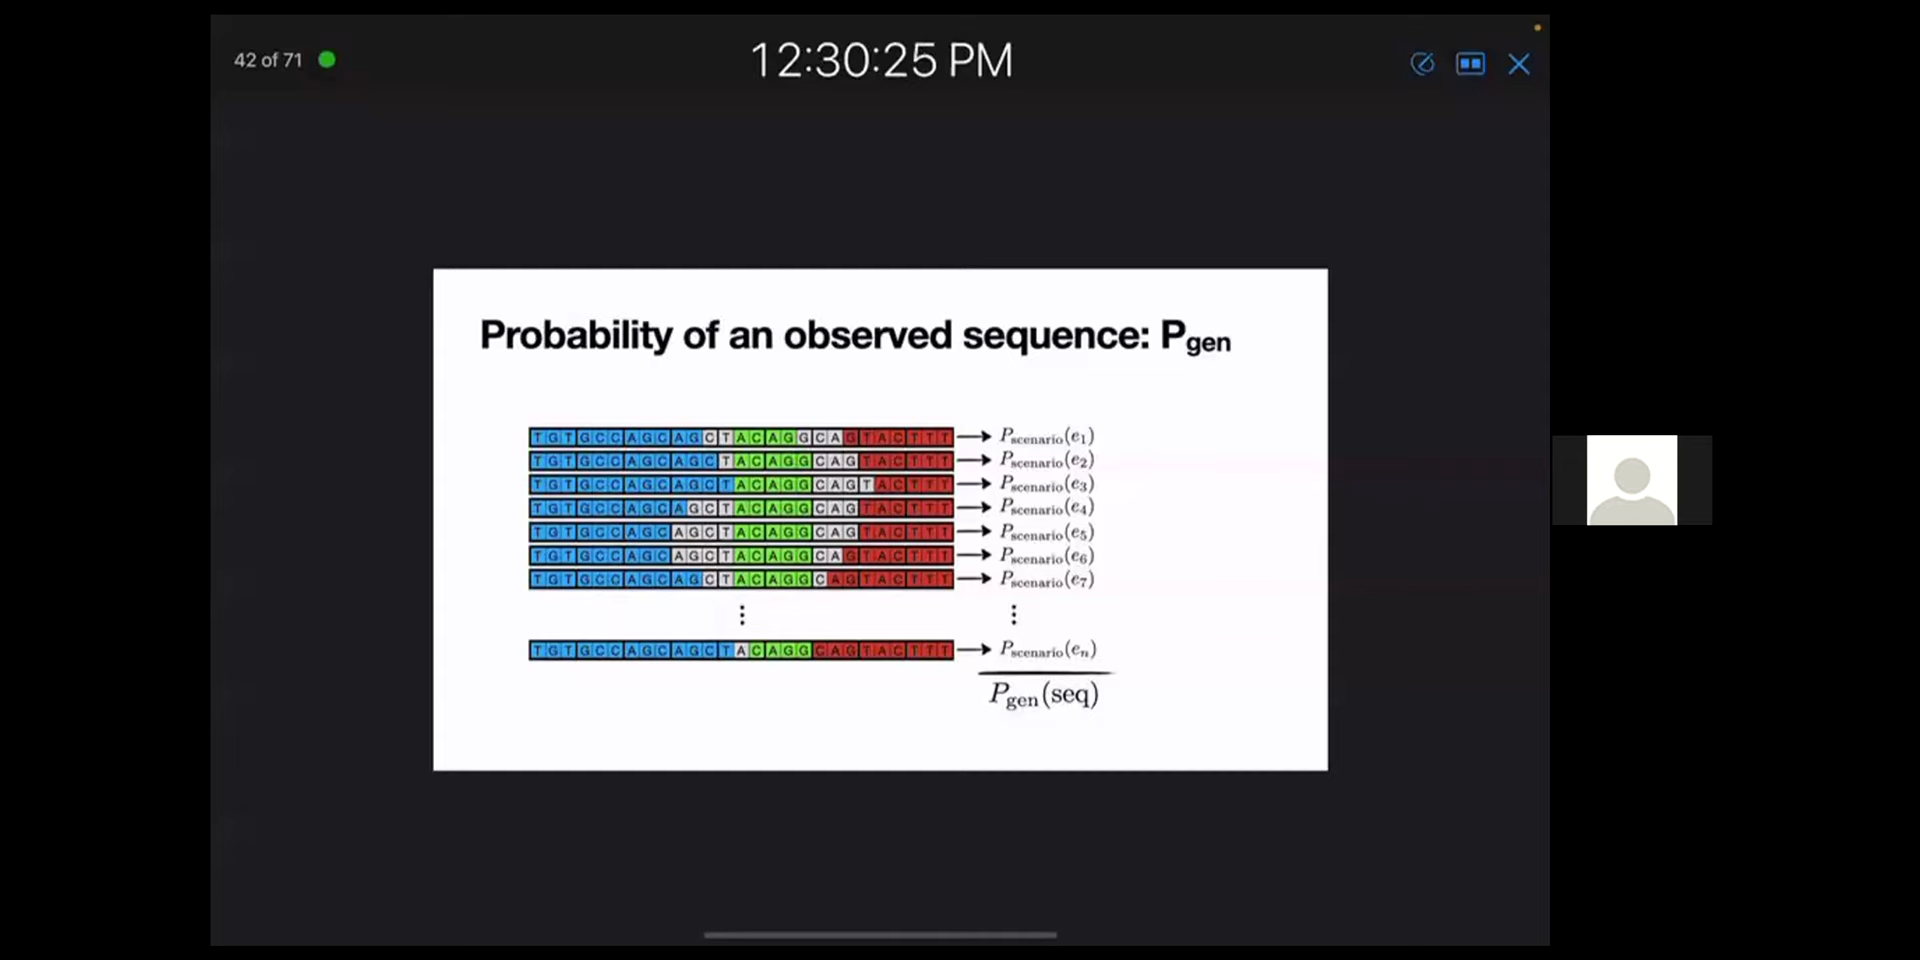 42 of 71
12:30:25 PM
Probability of an observed sequence: Pgen
TGTGCCAGCAGCTACAGGCAGTACTTT → Pscenario(e1)
TGTGCCAGCAGCTACAGGCAGTACTTT → Pscenario(e2)
TGTGCCAGCAGCTACAGGCAGTACTTT → Pscenario(e3)
TGTGCCAGCAGCTACAGGCAGTACTTT → Pscenario(e4)
TGTGCCAGCAGCTACAGGCAGTACTTT → Pscenario(e5)
TGTGCCAGCAGCTACAGGCAGTACTTT → Pscenario(e6)
TGTGCCAGCAGCTACAGGCAGTACTTT → Pscenario(e7)
⋮ ⋮
TGTGCCAGCAGCTACAGGCAGTACTTT → Pscenario(en)
Pgen(seq)